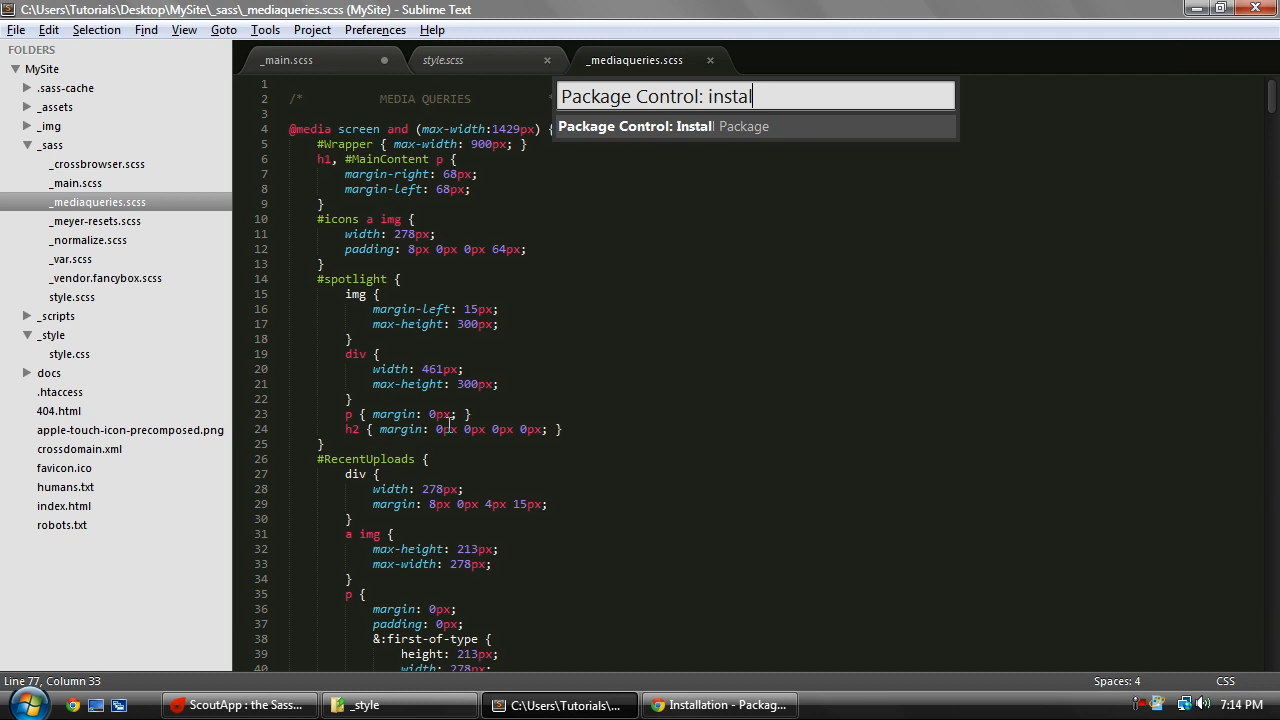 C:\Users\Tutorials\Desktop\MySite\_sass\_mediaqueries.scss (MySite) - Sublime Text
File Edit Selection Find View Goto Tools Project Preferences Help
FOLDERS
MySite
.sass-cache
_assets
_img
_sass
_crossbrowser.scss
_main.scss
_mediaqueries.scss
_meyer-resets.scss
_normalize.scss
_var.scss
_vendor.fancybox.scss
style.scss
_scripts
_style
style.css
docs
.htaccess
404.html
apple-touch-icon-precomposed.png
crossdomain.xml
favicon.ico
humans.txt
index.html
robots.txt
_main.scss style.scss _mediaqueries.scss
Package Control: instal
Package Control: Install Package
1
2 /* MEDIA QUERIES
3
4 @media screen and (max-width:1429px) {
5 #Wrapper { max-width: 900px; }
6 h1, #MainContent p {
7 margin-right: 68px;
8 margin-left: 68px;
9 }
10 #icons a img {
11 width: 278px;
12 padding: 8px 0px 0px 64px;
13 }
14 #spotlight {
15 img {
16 margin-left: 15px;
17 max-height: 300px;
18 }
19 div {
20 width: 461px;
21 max-height: 300px;
22 }
23 p { margin: 0px; }
24 h2 { margin: 0px 0px 0px 0px; }
25 }
26 #RecentUploads {
27 div {
28 width: 278px;
29 margin: 8px 0px 4px 15px;
30 }
31 a img {
32 max-height: 213px;
33 max-width: 278px;
34 }
35 p {
36 margin: 0px;
37 padding: 0px;
38 &:first-of-type {
39 height: 213px;
40 width: 278px;
Line 77, Column 33 Spaces: 4 CSS
ScoutApp : the Sass... _style C:\Users\Tutorials\... Installation - Packag... 7:14 PM